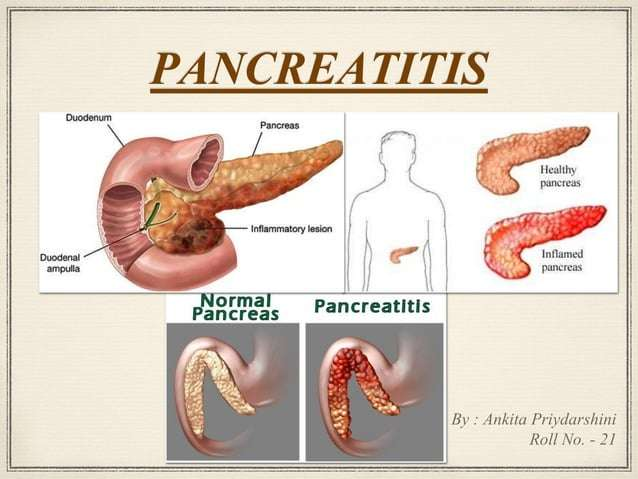 PANCREATITIS
Duodenum
Pancreas
Inflammatory lesion
Duodenal
ampulla
Healthy
pancreas
Inflamed
pancreas
Normal
Pancreas
Pancreatitis
By : Ankita Priydarshini
Roll No. - 21